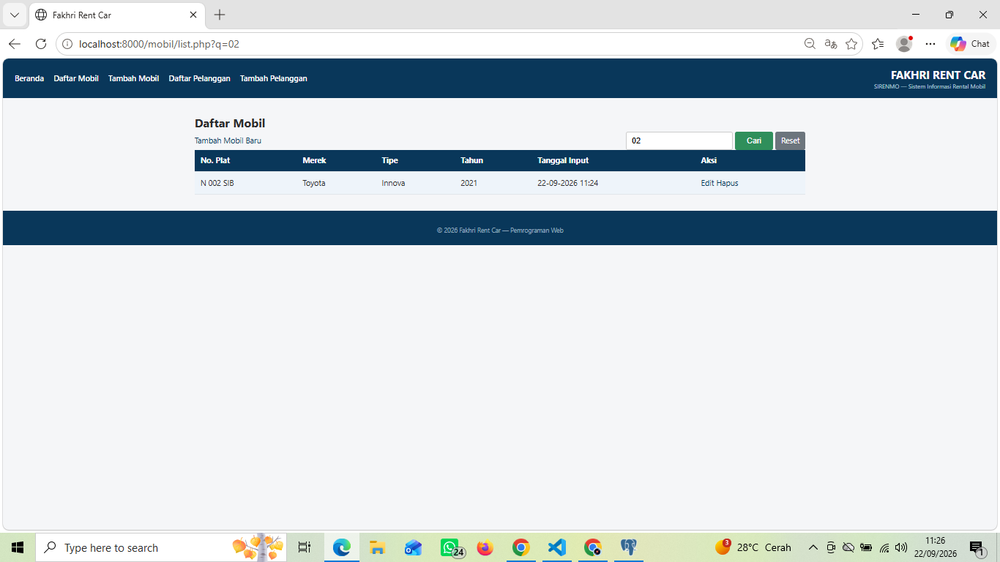 Fakhri Rent Car
localhost:8000/mobil/list.php?q=02
Chat
Beranda Daftar Mobil Tambah Mobil Daftar Pelanggan Tambah Pelanggan
FAKHRI RENT CAR
SIRENMO — Sistem Informasi Rental Mobil
Daftar Mobil
Tambah Mobil Baru
02 Cari Reset
No. Plat Merek Tipe Tahun Tanggal Input Aksi
N 002 SIB Toyota Innova 2021 22-09-2026 11:24 Edit Hapus
© 2026 Fakhri Rent Car — Pemrograman Web
Type here to search
24
3
28°C Cerah
11:26
22/09/2026
1